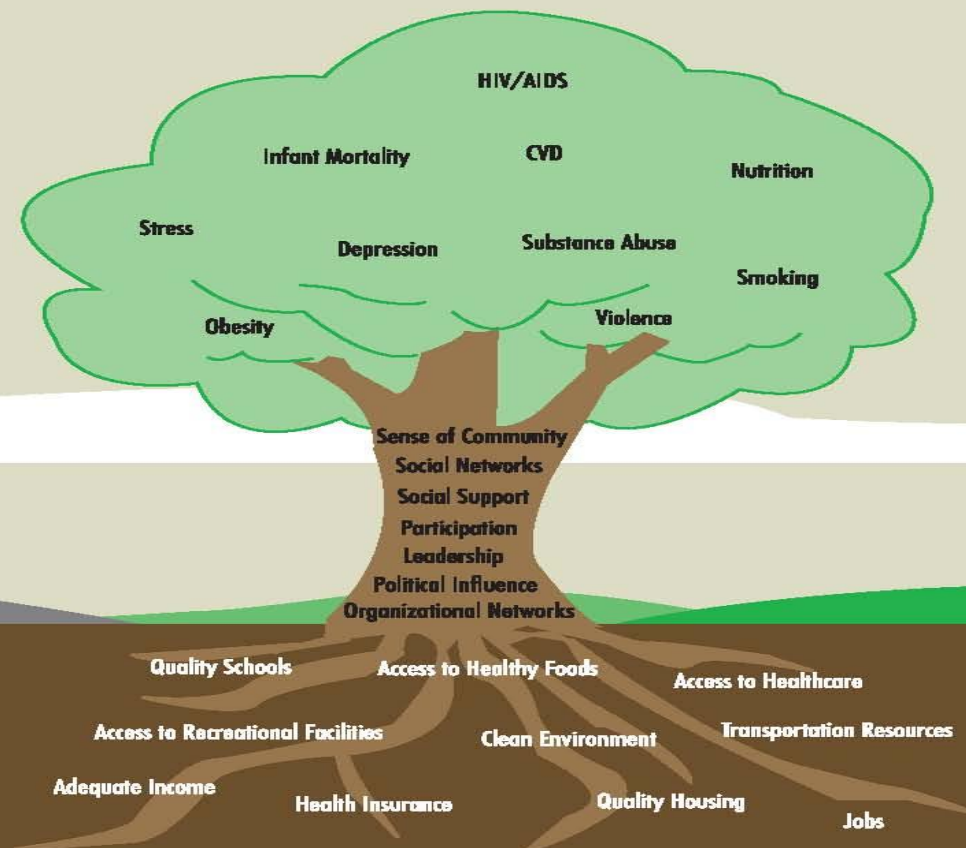 HIV/AIDS
Infant Mortality
CVD
Nutrition
Stress
Depression
Substance Abuse
Smoking
Obesity
Violence
Sense of Community
Social Networks
Social Support
Participation
Leadership
Political Influence
Organizational Networks
Quality Schools
Access to Healthy Foods
Access to Healthcare
Access to Recreational Facilities
Clean Environment
Transportation Resources
Adequate Income
Health Insurance
Quality Housing
Jobs